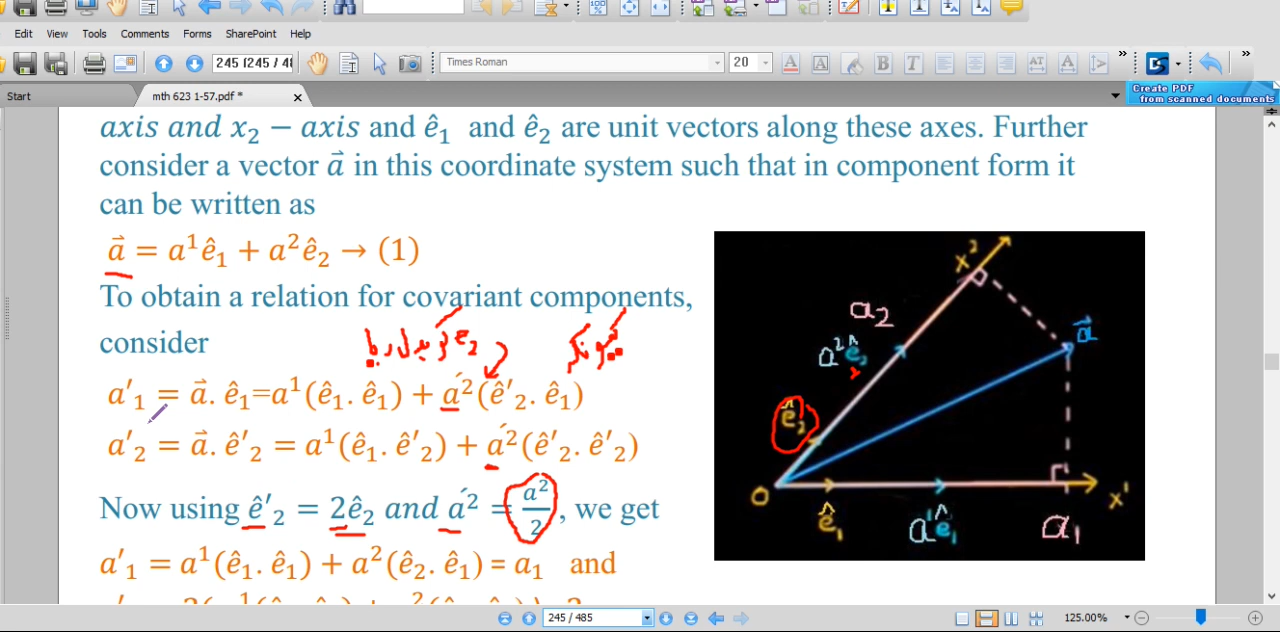 Edit View Tools Comments Forms SharePoint Help
245 (245 / 48
Times Roman 20
Start mth 623 1-57.pdf *
Create PDF
from scanned documents
axis and x₂ − axis and ê₁ and ê₂ are unit vectors along these axes. Further
consider a vector a⃗ in this coordinate system such that in component form it
can be written as
a⃗ = a¹ê₁ + a²ê₂ → (1)
To obtain a relation for covariant components,
consider
e₂
a′₁ = a⃗. ê₁=a¹(ê₁. ê₁) + á²(ê′₂. ê₁)
a′₂ = a⃗. ê′₂ = a¹(ê₁. ê′₂) + á²(ê′₂. ê′₂)
Now using ê′₂ = 2ê₂ and á² = a²/2, we get
a′₁ = a¹(ê₁. ê₁) + a²(ê₂. ê₁) = a₁ and
x²
a₂
a²ê₂
a⃗
ê₂
O
ê₁
a¹ê₁
a₁
x¹
245 / 485
125.00%